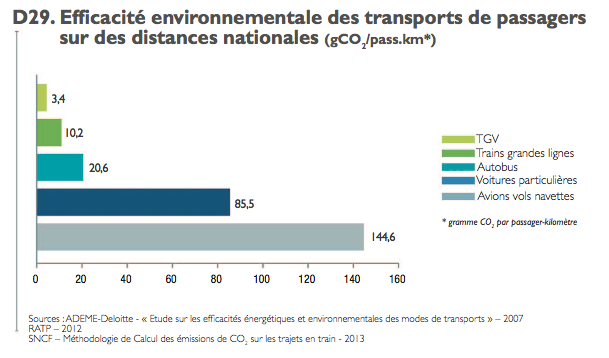 D29. Efficacité environnementale des transports de passagers
sur des distances nationales (gCO₂/pass.km*)
3,4
10,2
20,6
85,5
144,6
0
20
40
60
80
100
120
140
160
TGV
Trains grandes lignes
Autobus
Voitures particulières
Avions vols navettes
* gramme CO₂ par passager-kilomètre
Sources : ADEME-Deloitte - « Etude sur les efficacités énergétiques et environnementales des modes de transports » – 2007
RATP – 2012
SNCF – Méthodologie de Calcul des émissions de CO₂ sur les trajets en train - 2013